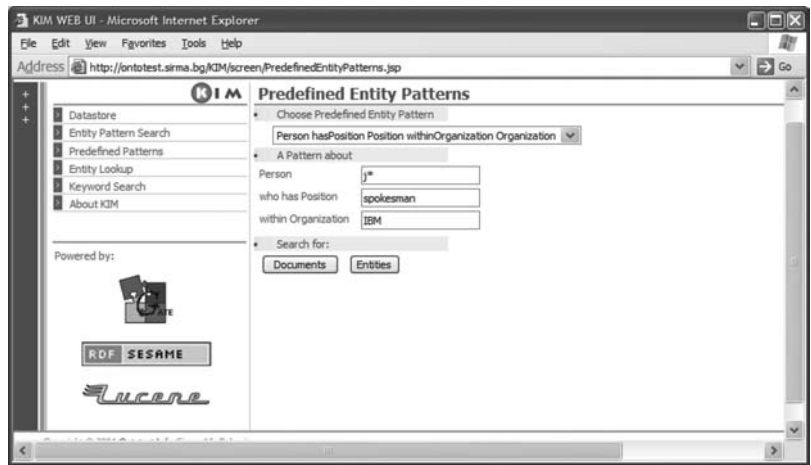 KIM WEB UI - Microsoft Internet Explorer
File Edit View Favorites Tools Help
Address http://ontotest.sirma.bg/KIM/screen/PredefinedEntityPatterns.jsp Go
KIM
Datastore
Entity Pattern Search
Predefined Patterns
Entity Lookup
Keyword Search
About KIM
Powered by:
GATE
RDF SESAME
Lucene
Predefined Entity Patterns
Choose Predefined Entity Pattern
Person hasPosition Position withinOrganization Organization
A Pattern about
Person j*
who has Position spokesman
within Organization IBM
Search for:
Documents Entities